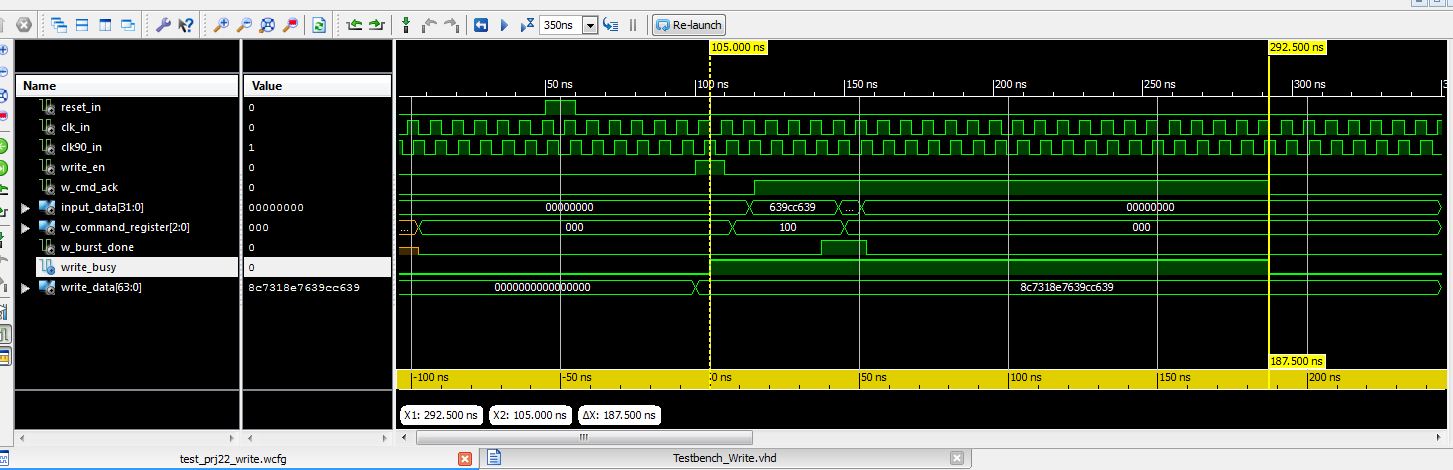 350ns Re-launch
105.000 ns 292.500 ns
Name Value
50 ns 100 ns 150 ns 200 ns 250 ns 300 ns
reset_in 0
clk_in 0
clk90_in 1
write_en 0
w_cmd_ack 0
input_data[31:0] 00000000 00000000 639cc639 ... 00000000
w_command_register[2:0] 000 ... 000 100 000
w_burst_done 0
write_busy 0
write_data[63:0] 8c7318e7639cc639 0000000000000000 8c7318e7639cc639
187.500 ns
-100 ns -50 ns 0 ns 50 ns 100 ns 150 ns 200 ns
X1: 292.500 ns X2: 105.000 ns ΔX: 187.500 ns
test_prj22_write.wcfg Testbench_Write.vhd